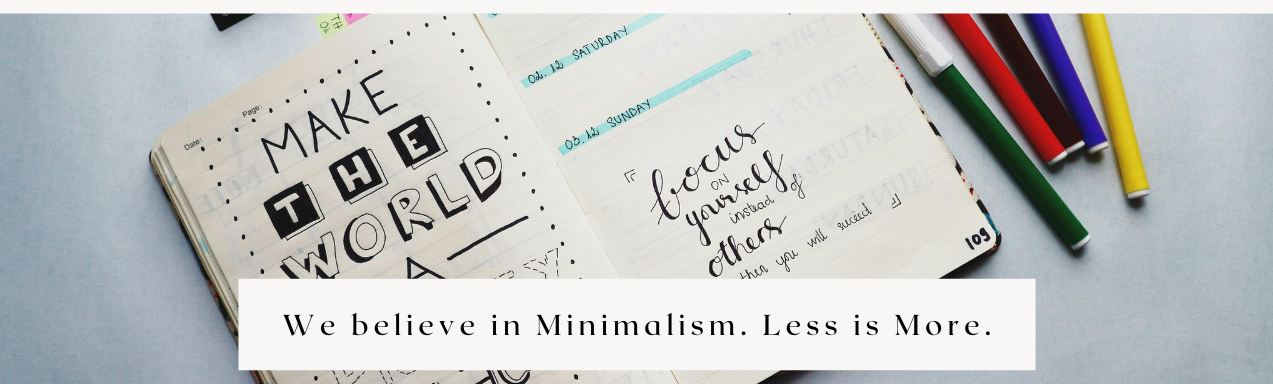 Date:
Page:
MAKE
THE
WORLD
A
02.12 SATURDAY
03.12 SUNDAY
focus
on
yourself
instead of
others
then you will succeed
109
We believe in Minimalism. Less is More.